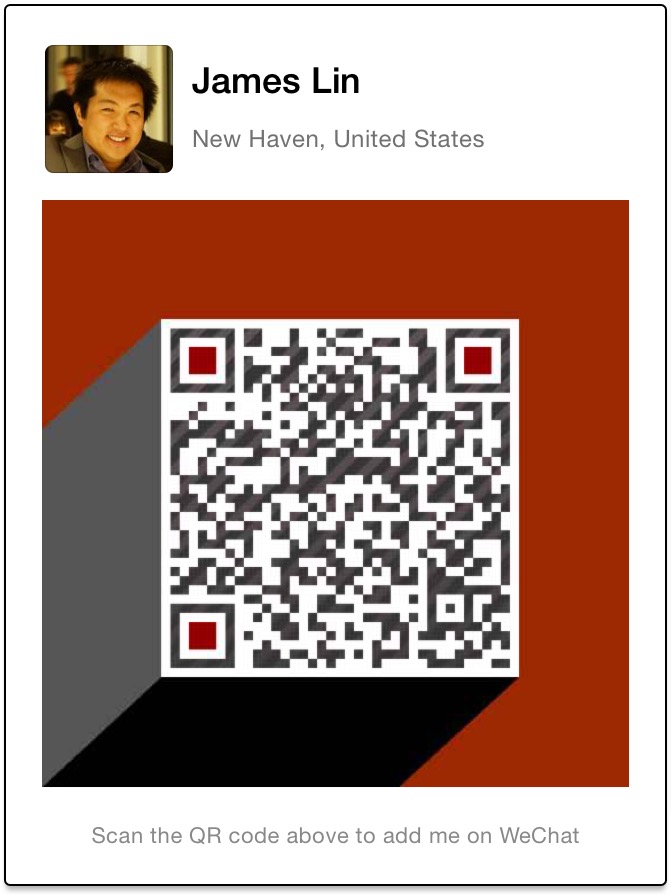 James Lin
New Haven, United States
Scan the QR code above to add me on WeChat